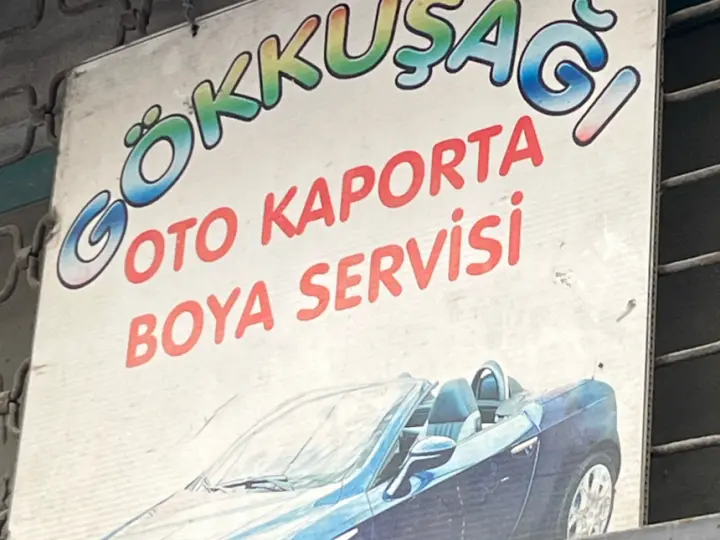 GÖKKUŞAĞI
OTO KAPORTA
BOYA SERVİSİ